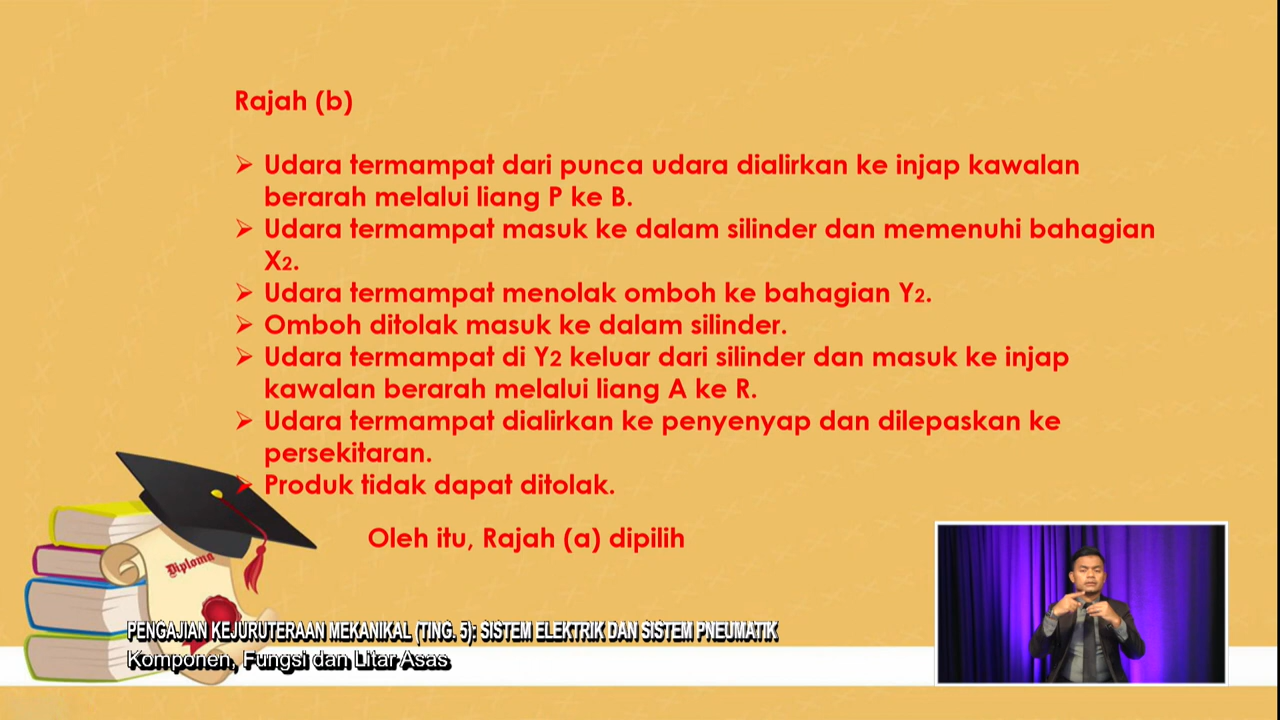 Rajah (b)
➢ Udara termampat dari punca udara dialirkan ke injap kawalan
berarah melalui liang P ke B.
➢ Udara termampat masuk ke dalam silinder dan memenuhi bahagian
X2.
➢ Udara termampat menolak omboh ke bahagian Y2.
➢ Omboh ditolak masuk ke dalam silinder.
➢ Udara termampat di Y2 keluar dari silinder dan masuk ke injap
kawalan berarah melalui liang A ke R.
➢ Udara termampat dialirkan ke penyenyap dan dilepaskan ke
persekitaran.
➢ Produk tidak dapat ditolak.
Oleh itu, Rajah (a) dipilih
Diploma
PENGAJIAN KEJURUTERAAN MEKANIKAL (TING. 5): SISTEM ELEKTRIK DAN SISTEM PNEUMATIK
Komponen, Fungsi dan Litar Asas